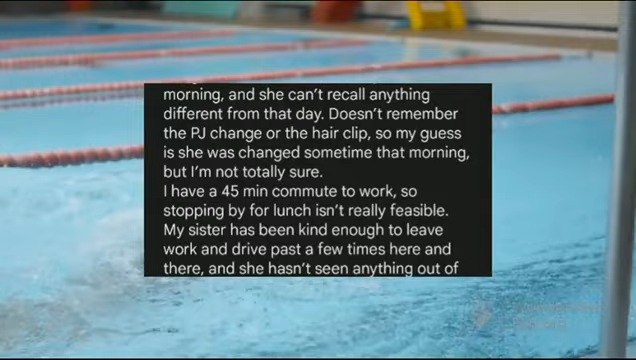 morning, and she can't recall anything
different from that day. Doesn't remember
the PJ change or the hair clip, so my guess
is she was changed sometime that morning,
but I'm not totally sure.
I have a 45 min commute to work, so
stopping by for lunch isn't really feasible.
My sister has been kind enough to leave
work and drive past a few times here and
there, and she hasn't seen anything out of